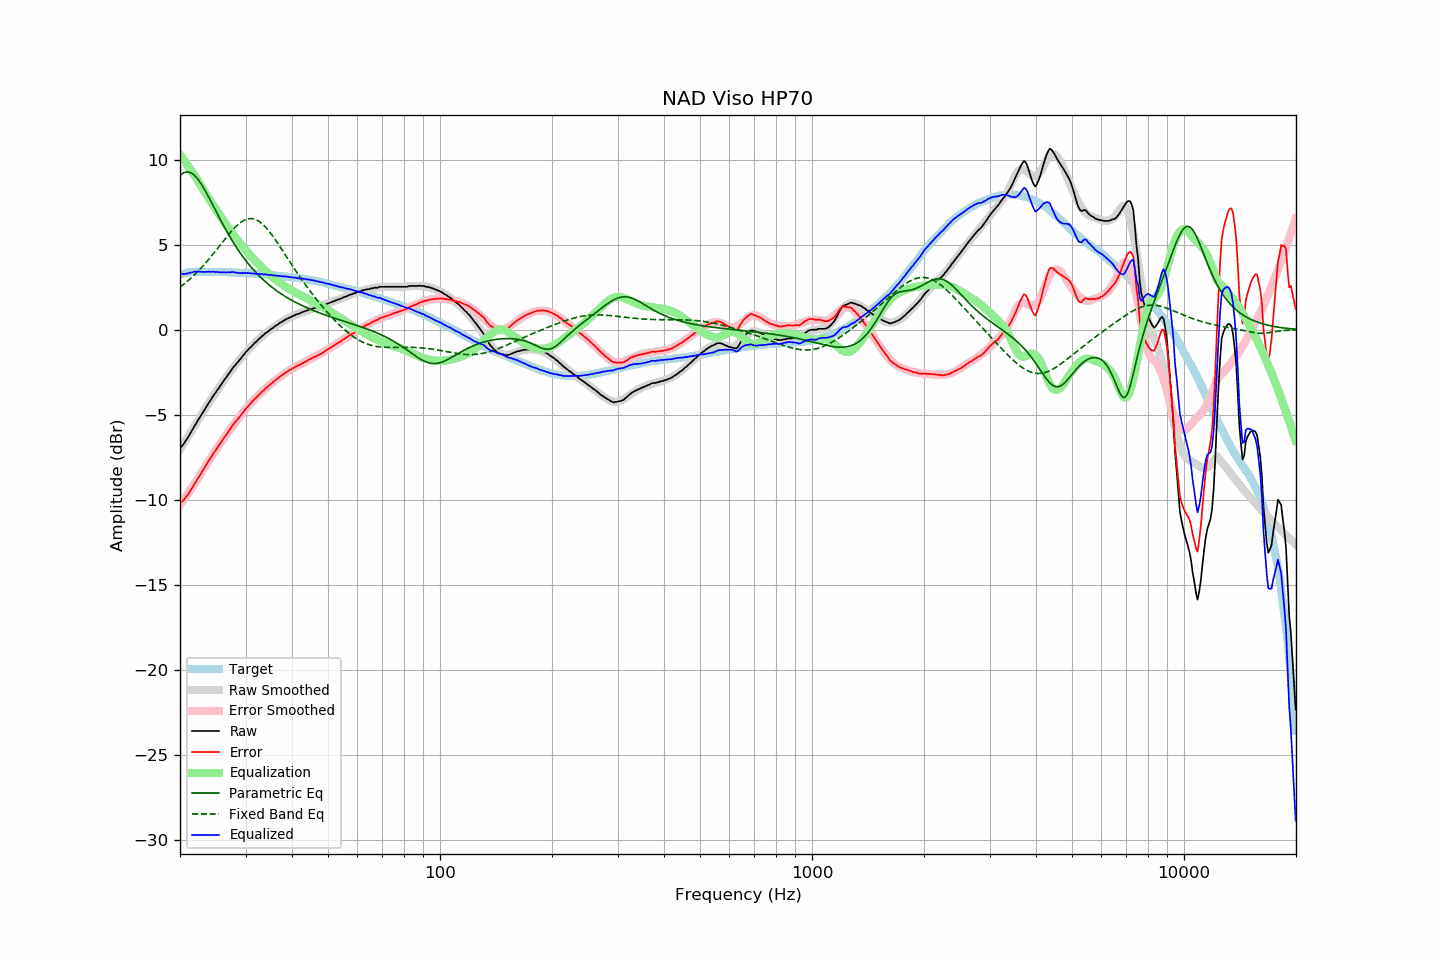 NAD Viso HP70
Amplitude (dBr)
10
5
0
−5
−10
−15
−20
−25
−30
Target
Raw Smoothed
Error Smoothed
Raw
Error
Equalization
Parametric Eq
Fixed Band Eq
Equalized
100
1000
10000
Frequency (Hz)